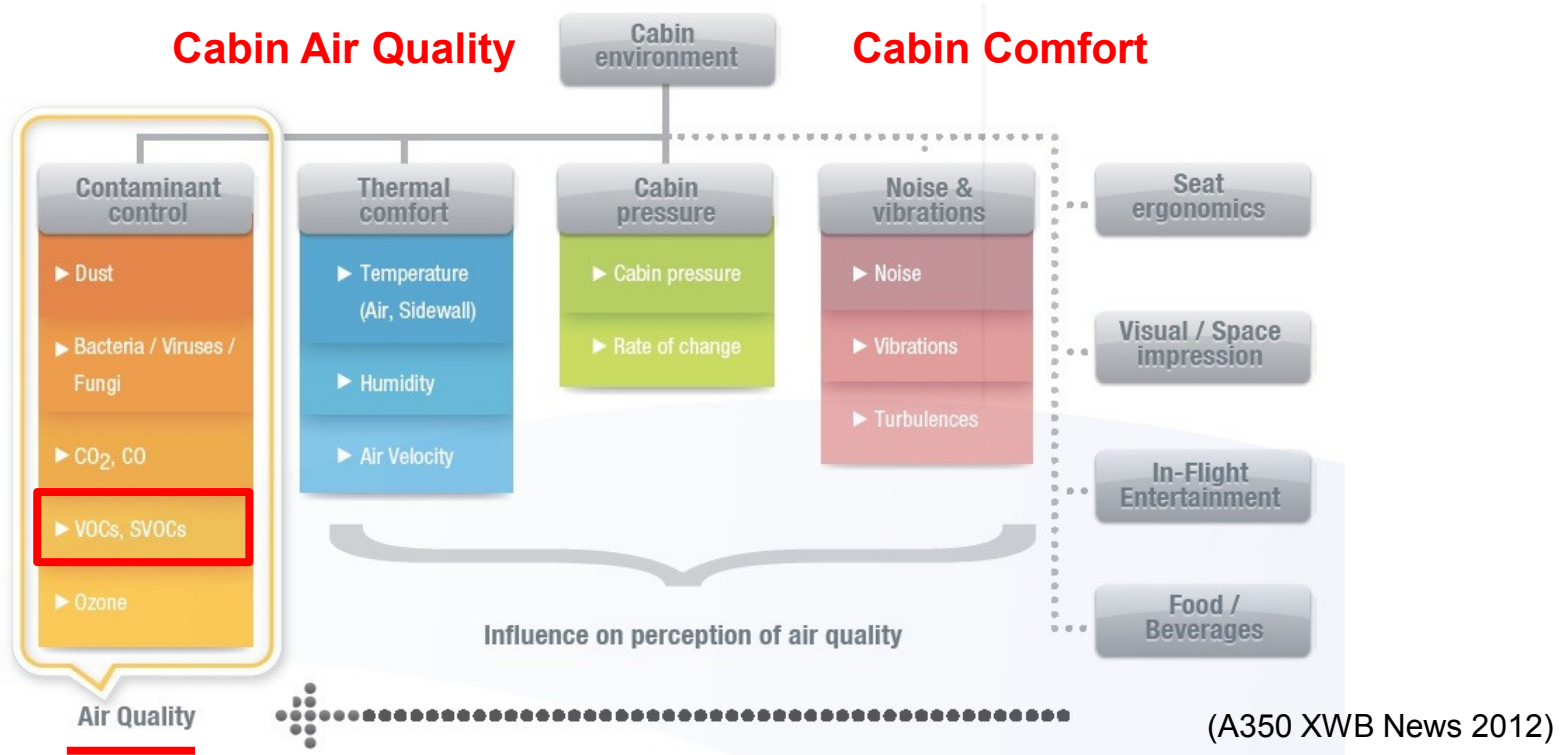 Cabin Air Quality
Cabin
environment
Cabin Comfort
Contaminant
control
▶ Dust
▶ Bacteria / Viruses /
Fungi
▶ CO₂, CO
▶ VOCs, SVOCs
▶ Ozone
Air Quality
Thermal
comfort
▶ Temperature
(Air, Sidewall)
▶ Humidity
▶ Air Velocity
Cabin
pressure
▶ Cabin pressure
▶ Rate of change
Noise &
vibrations
▶ Noise
▶ Vibrations
▶ Turbulences
Influence on perception of air quality
Seat
ergonomics
Visual / Space
impression
In-Flight
Entertainment
Food /
Beverages
(A350 XWB News 2012)